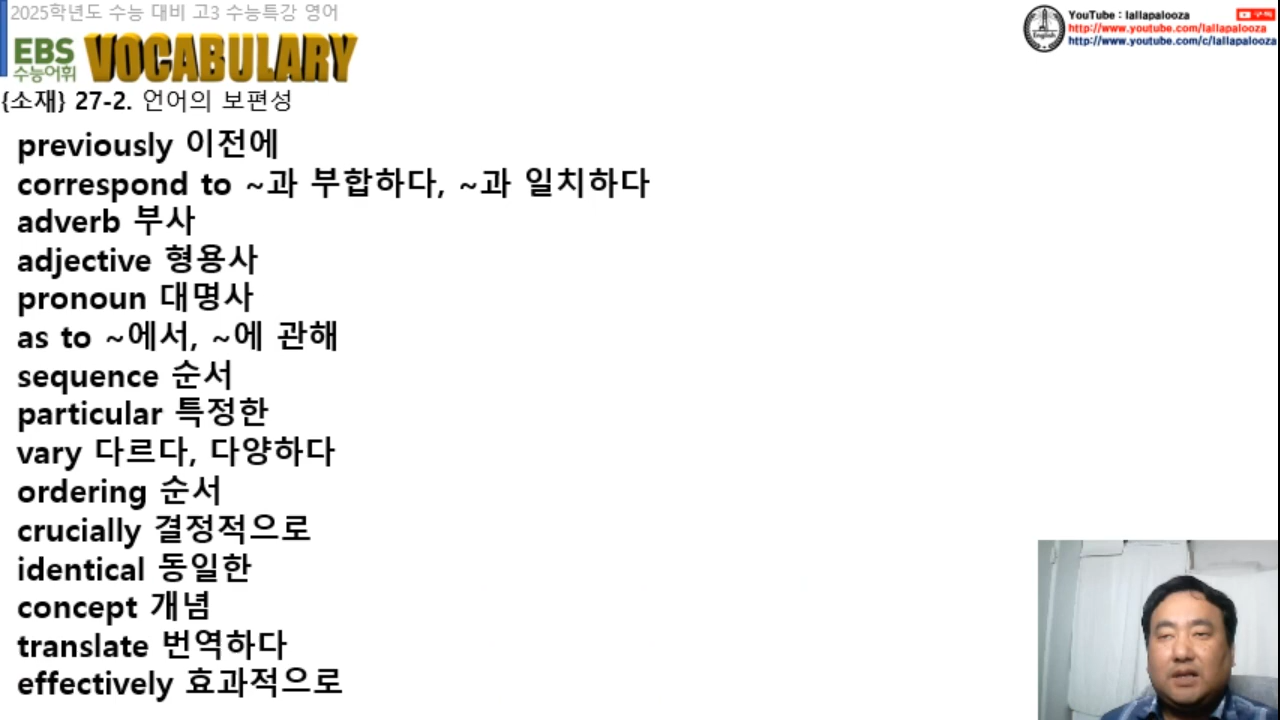 2025학년도 수능 대비 고3 수능특강 영어
EBS
수능어휘
VOCABULARY
YouTube : lallapalooza
구독
http://www.youtube.com/lallapalooza
http://www.youtube.com/c/lallapalooza
English
{소재} 27-2. 언어의 보편성
previously 이전에
correspond to ~과 부합하다, ~과 일치하다
adverb 부사
adjective 형용사
pronoun 대명사
as to ~에서, ~에 관해
sequence 순서
particular 특정한
vary 다르다, 다양하다
ordering 순서
crucially 결정적으로
identical 동일한
concept 개념
translate 번역하다
effectively 효과적으로